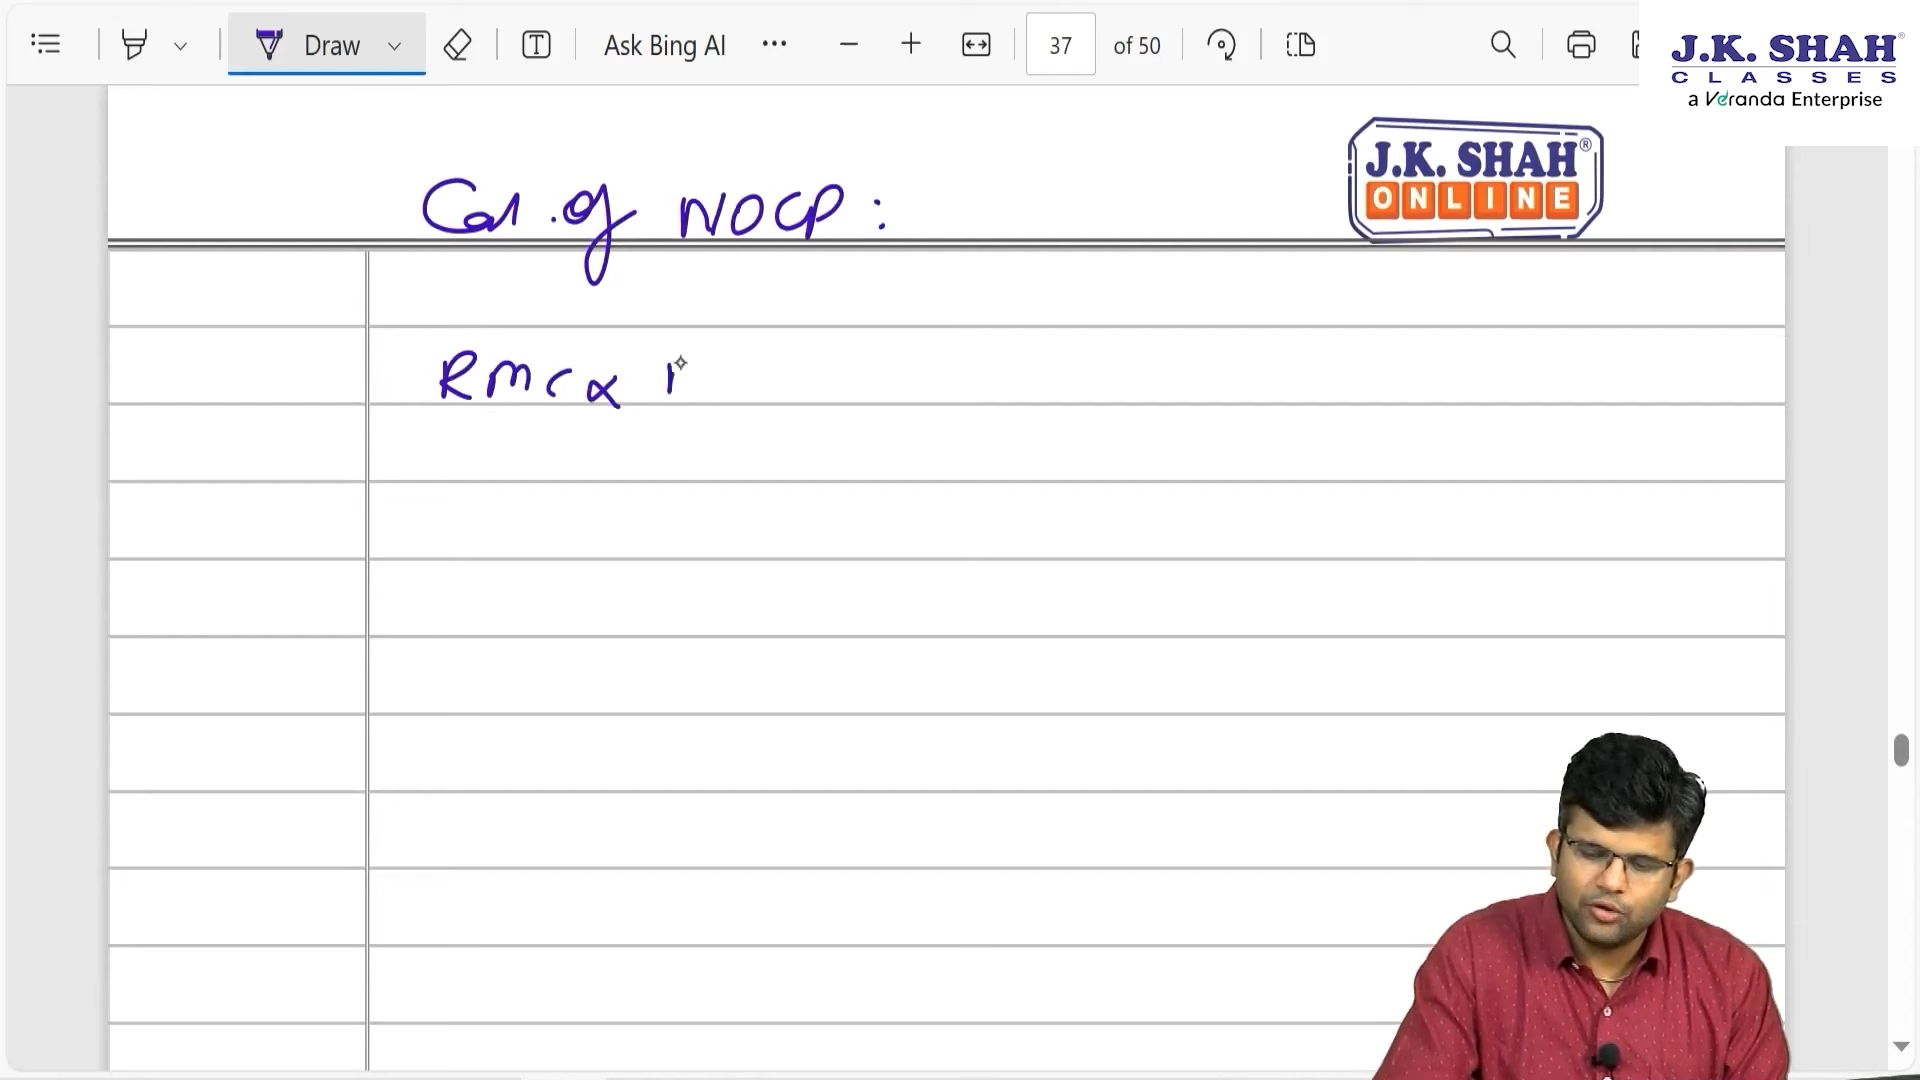 Draw
T
Ask Bing AI
37 of 50
J.K. SHAH®
CLASSES
a Veranda Enterprise
J.K. SHAH®
ONLINE
Cal. of NOCP :
RMC